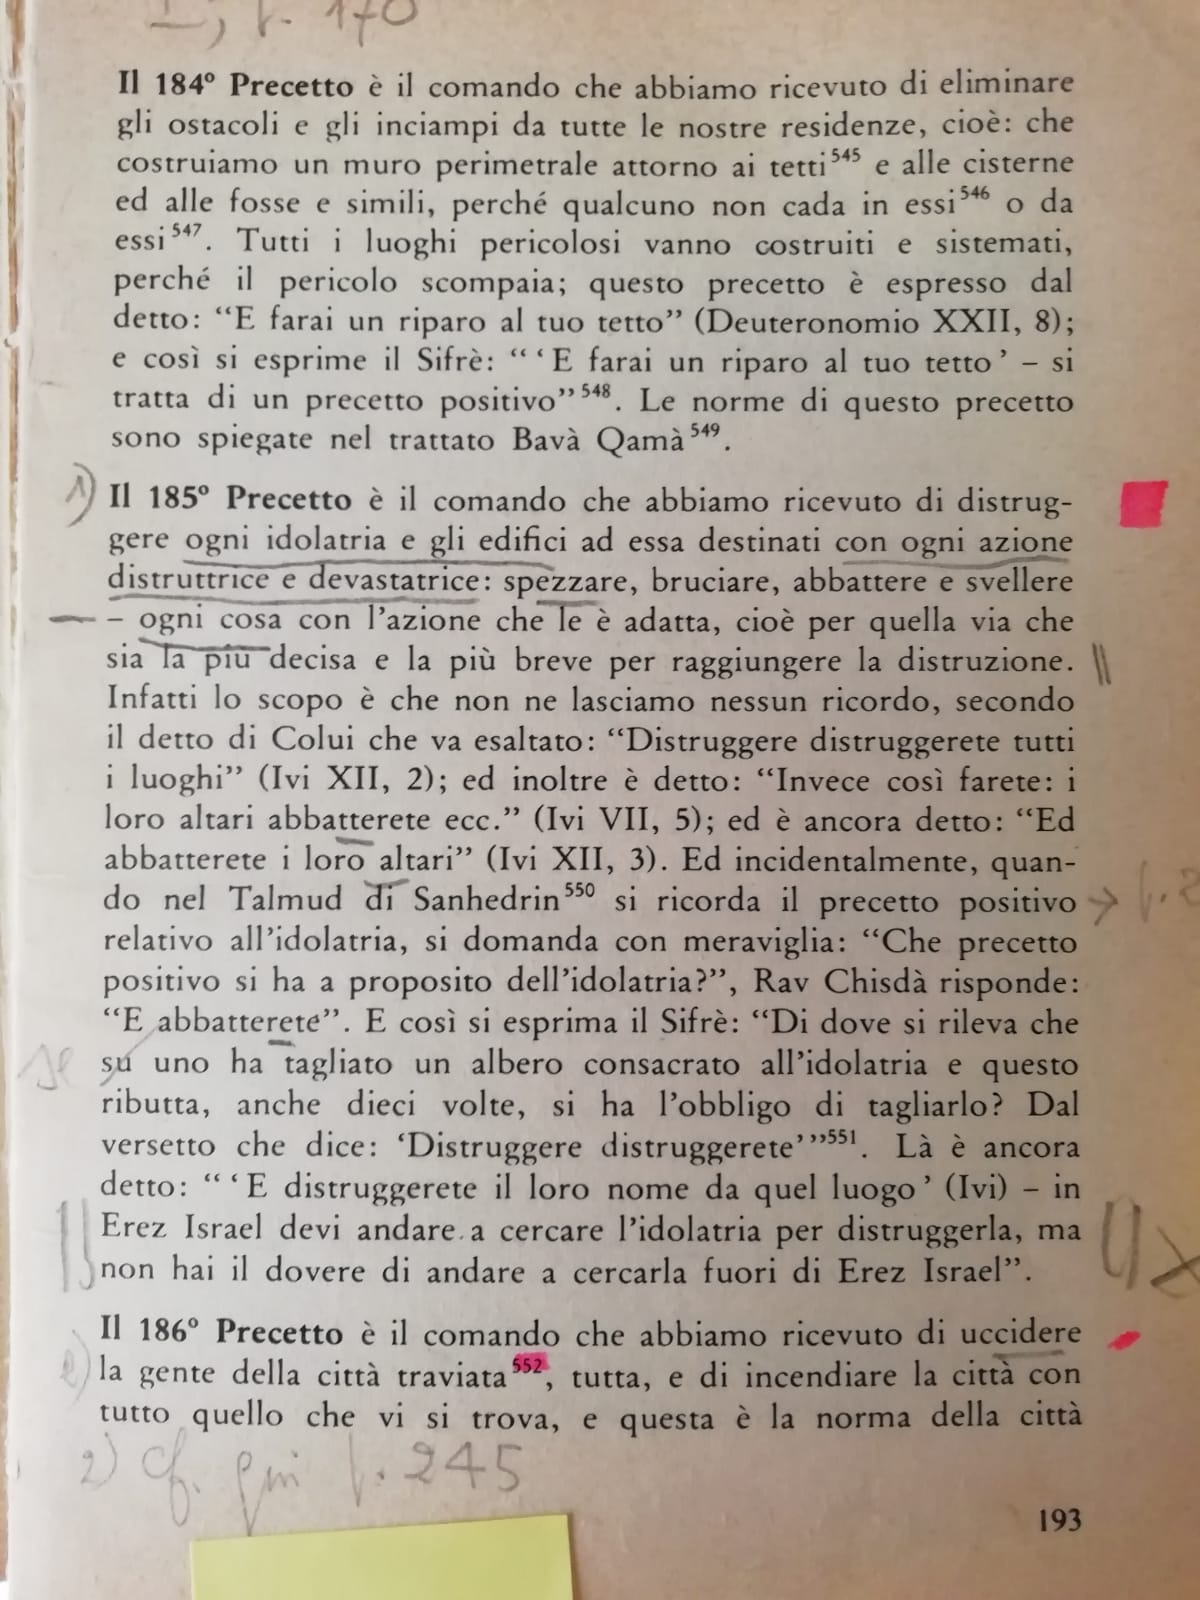 I, p. 170
Il 184° Precetto è il comando che abbiamo ricevuto di eliminare
gli ostacoli e gli inciampi da tutte le nostre residenze, cioè: che
costruiamo un muro perimetrale attorno ai tetti⁵⁴⁵ e alle cisterne
ed alle fosse e simili, perché qualcuno non cada in essi⁵⁴⁶ o da
essi⁵⁴⁷. Tutti i luoghi pericolosi vanno costruiti e sistemati,
perché il pericolo scompaia; questo precetto è espresso dal
detto: “E farai un riparo al tuo tetto” (Deuteronomio XXII, 8);
e così si esprime il Sifrè: “ ‘ E farai un riparo al tuo tetto ’ – si
tratta di un precetto positivo”⁵⁴⁸. Le norme di questo precetto
sono spiegate nel trattato Bavà Qamà⁵⁴⁹.
1) Il 185° Precetto è il comando che abbiamo ricevuto di distrug-
gere ogni idolatria e gli edifici ad essa destinati con ogni azione
distruttrice e devastatrice: spezzare, bruciare, abbattere e svellere
– ogni cosa con l’azione che le è adatta, cioè per quella via che
sia la più decisa e la più breve per raggiungere la distruzione.
Infatti lo scopo è che non ne lasciamo nessun ricordo, secondo
il detto di Colui che va esaltato: “Distruggere distruggerete tutti
i luoghi” (Ivi XII, 2); ed inoltre è detto: “Invece così farete: i
loro altari abbatterete ecc.” (Ivi VII, 5); ed è ancora detto: “Ed
abbatterete i loro altari” (Ivi XII, 3). Ed incidentalmente, quan-
do nel Talmud di Sanhedrin⁵⁵⁰ si ricorda il precetto positivo → p. 2
relativo all’idolatria, si domanda con meraviglia: “Che precetto
positivo si ha a proposito dell’idolatria?”, Rav Chisdà risponde:
“E abbatterete”. E così si esprima il Sifrè: “Di dove si rileva che
se su uno ha tagliato un albero consacrato all’idolatria e questo
ributta, anche dieci volte, si ha l’obbligo di tagliarlo? Dal
versetto che dice: ‘Distruggere distruggerete’”⁵⁵¹. Là è ancora
detto: “ ‘ E distruggerete il loro nome da quel luogo ’ (Ivi) – in
Erez Israel devi andare a cercare l’idolatria per distruggerla, ma
non hai il dovere di andare a cercarla fuori di Erez Israel”.
Il 186° Precetto è il comando che abbiamo ricevuto di uccidere
2) la gente della città traviata⁵⁵², tutta, e di incendiare la città con
tutto quello che vi si trova, e questa è la norma della città
2) Cf. qui p. 245
193